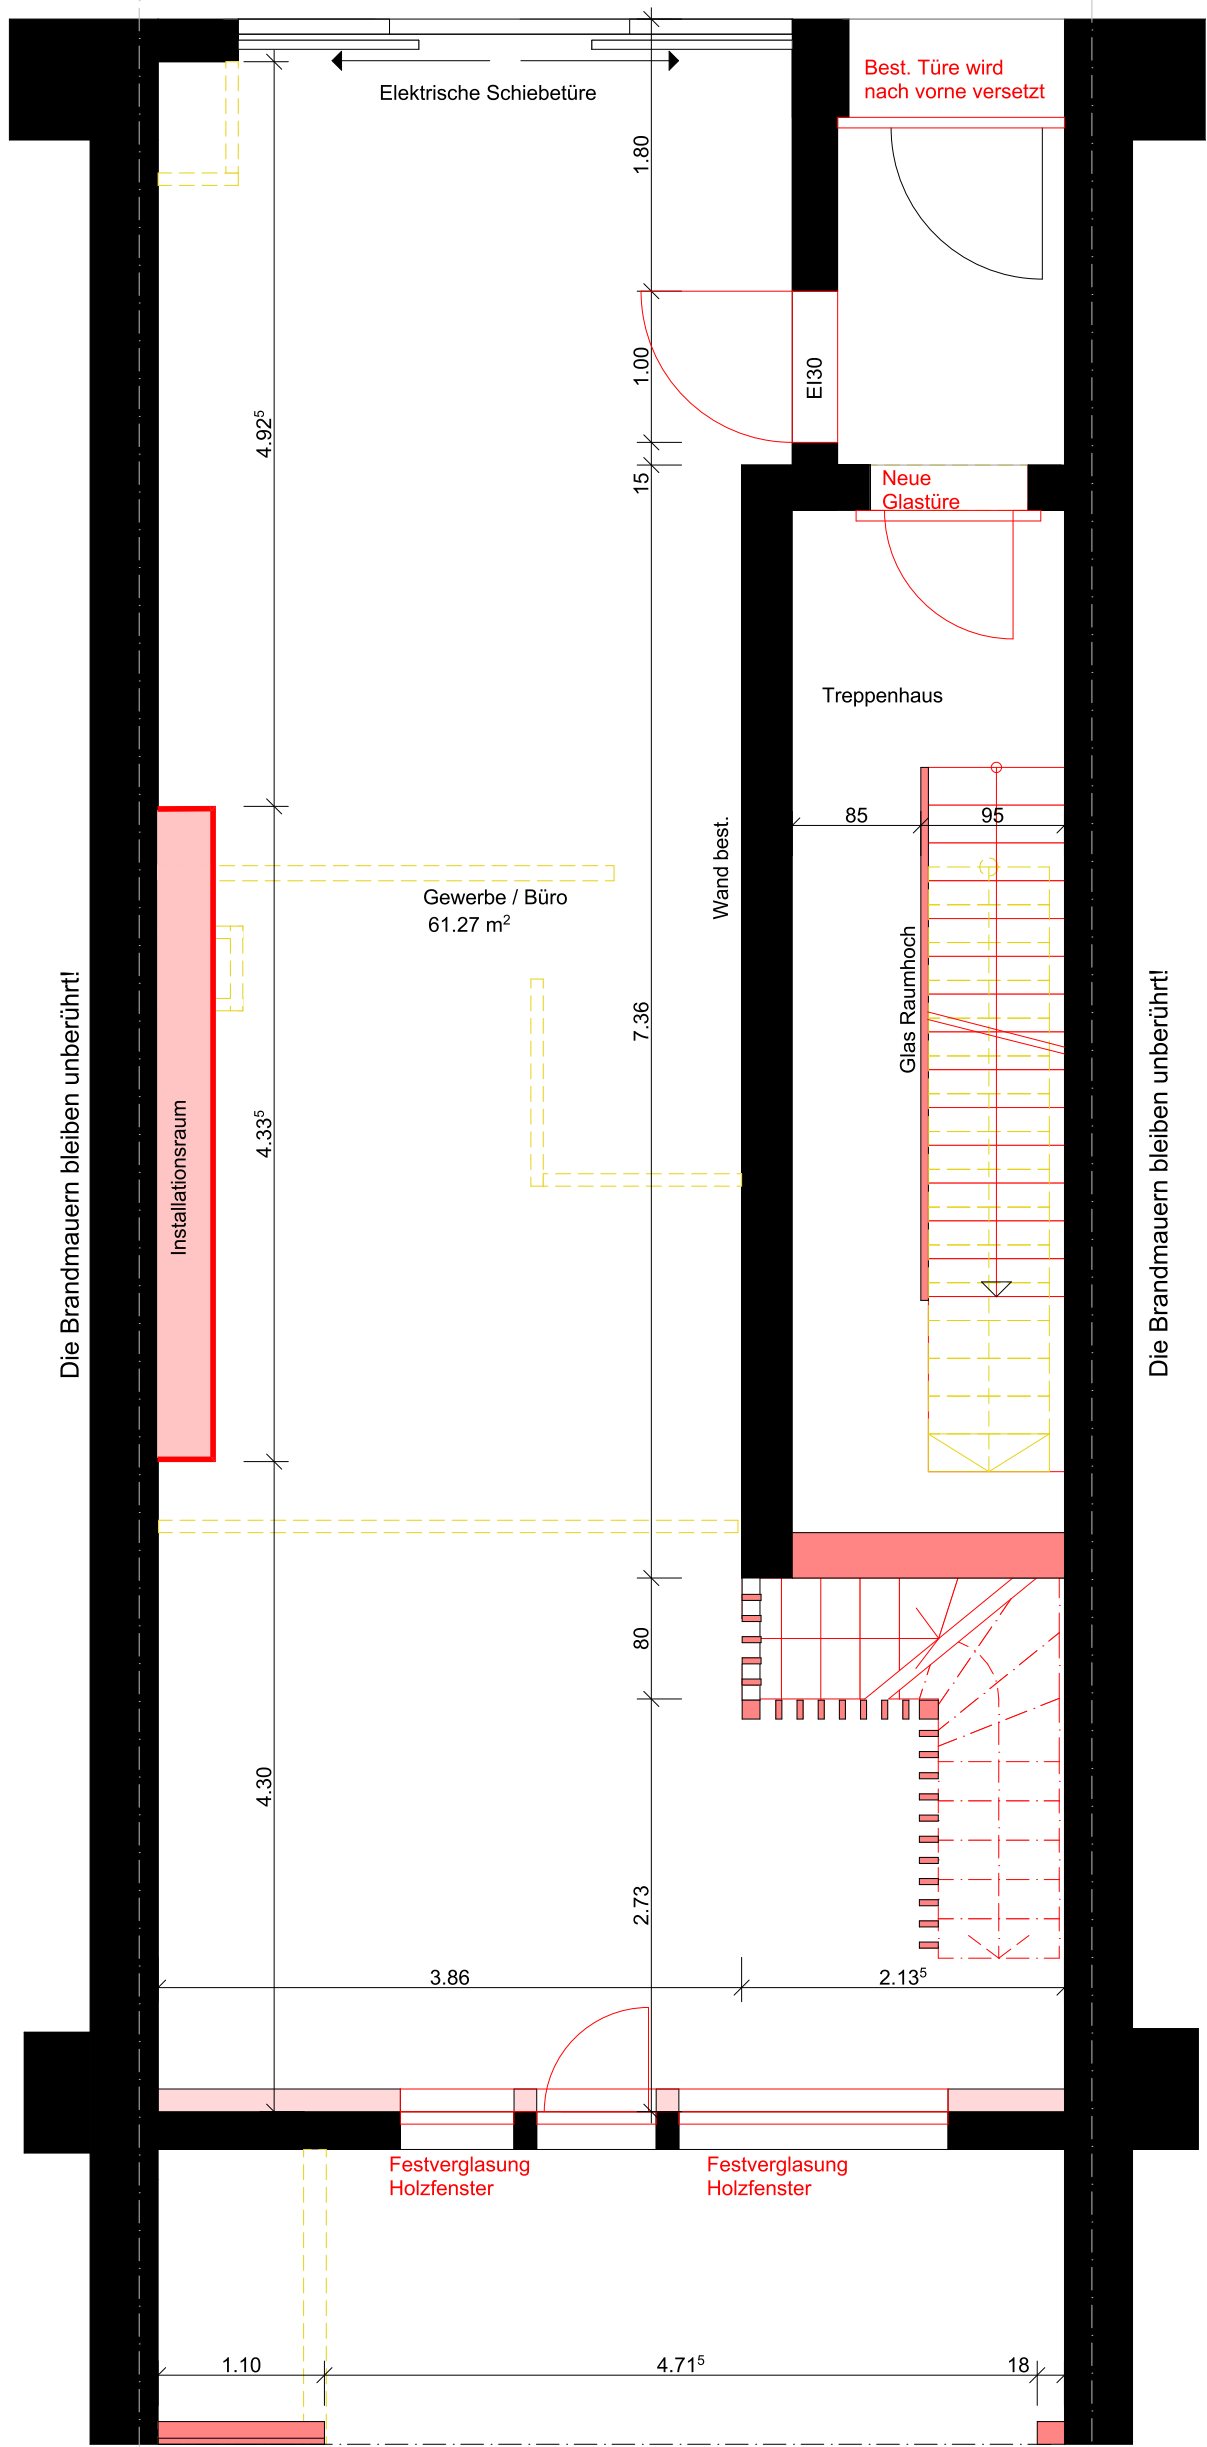 Best. Türe wird
nach vorne versetzt
Elektrische Schiebetüre
1.80
1.00
EI30
4.92⁵
15
Neue
Glastüre
Treppenhaus
85
95
Wand best.
Gewerbe / Büro
61.27 m²
Glas Raumhoch
7.36
Die Brandmauern bleiben unberührt!
Installationsraum
4.33⁵
Die Brandmauern bleiben unberührt!
80
4.30
2.73
3.86
2.13⁵
Festverglasung
Holzfenster
Festverglasung
Holzfenster
1.10
4.71⁵
18